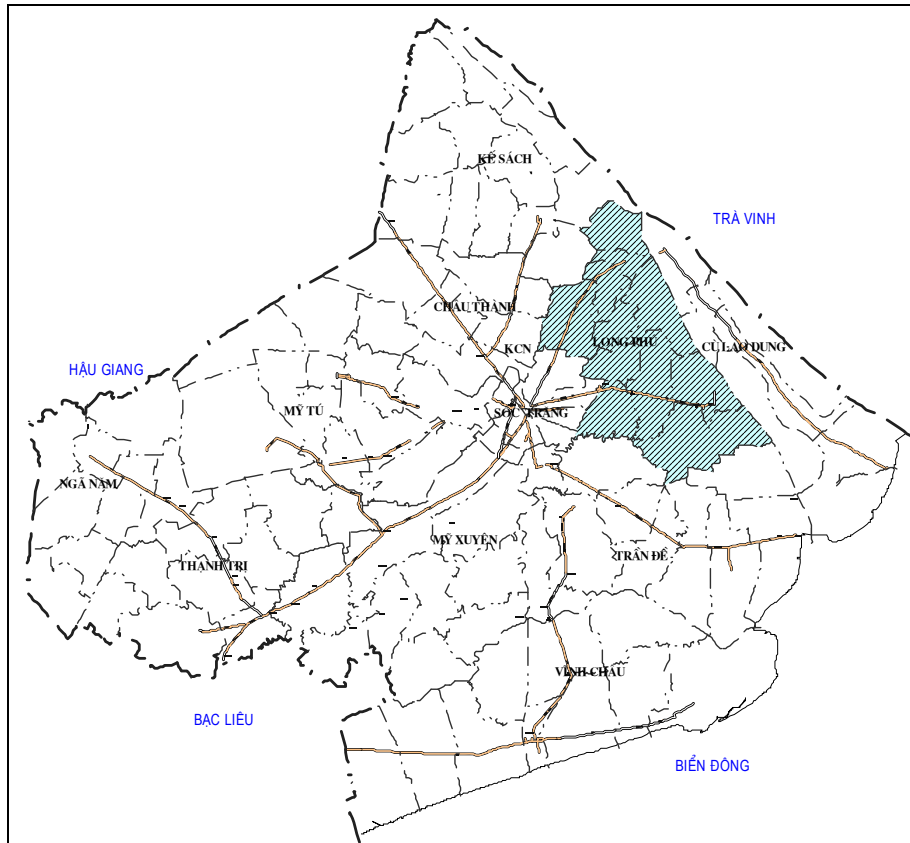 KẾ SÁCH
TRÀ VINH
CHÂU THÀNH
KCN
LONG PHÚ
CÙ LAO DUNG
HẬU GIANG
MỸ TÚ
SÓC TRĂNG
NGÃ NĂM
MỸ XUYÊN
THẠNH TRỊ
TRẦN ĐỀ
VĨNH CHÂU
BẠC LIÊU
BIỂN ĐÔNG